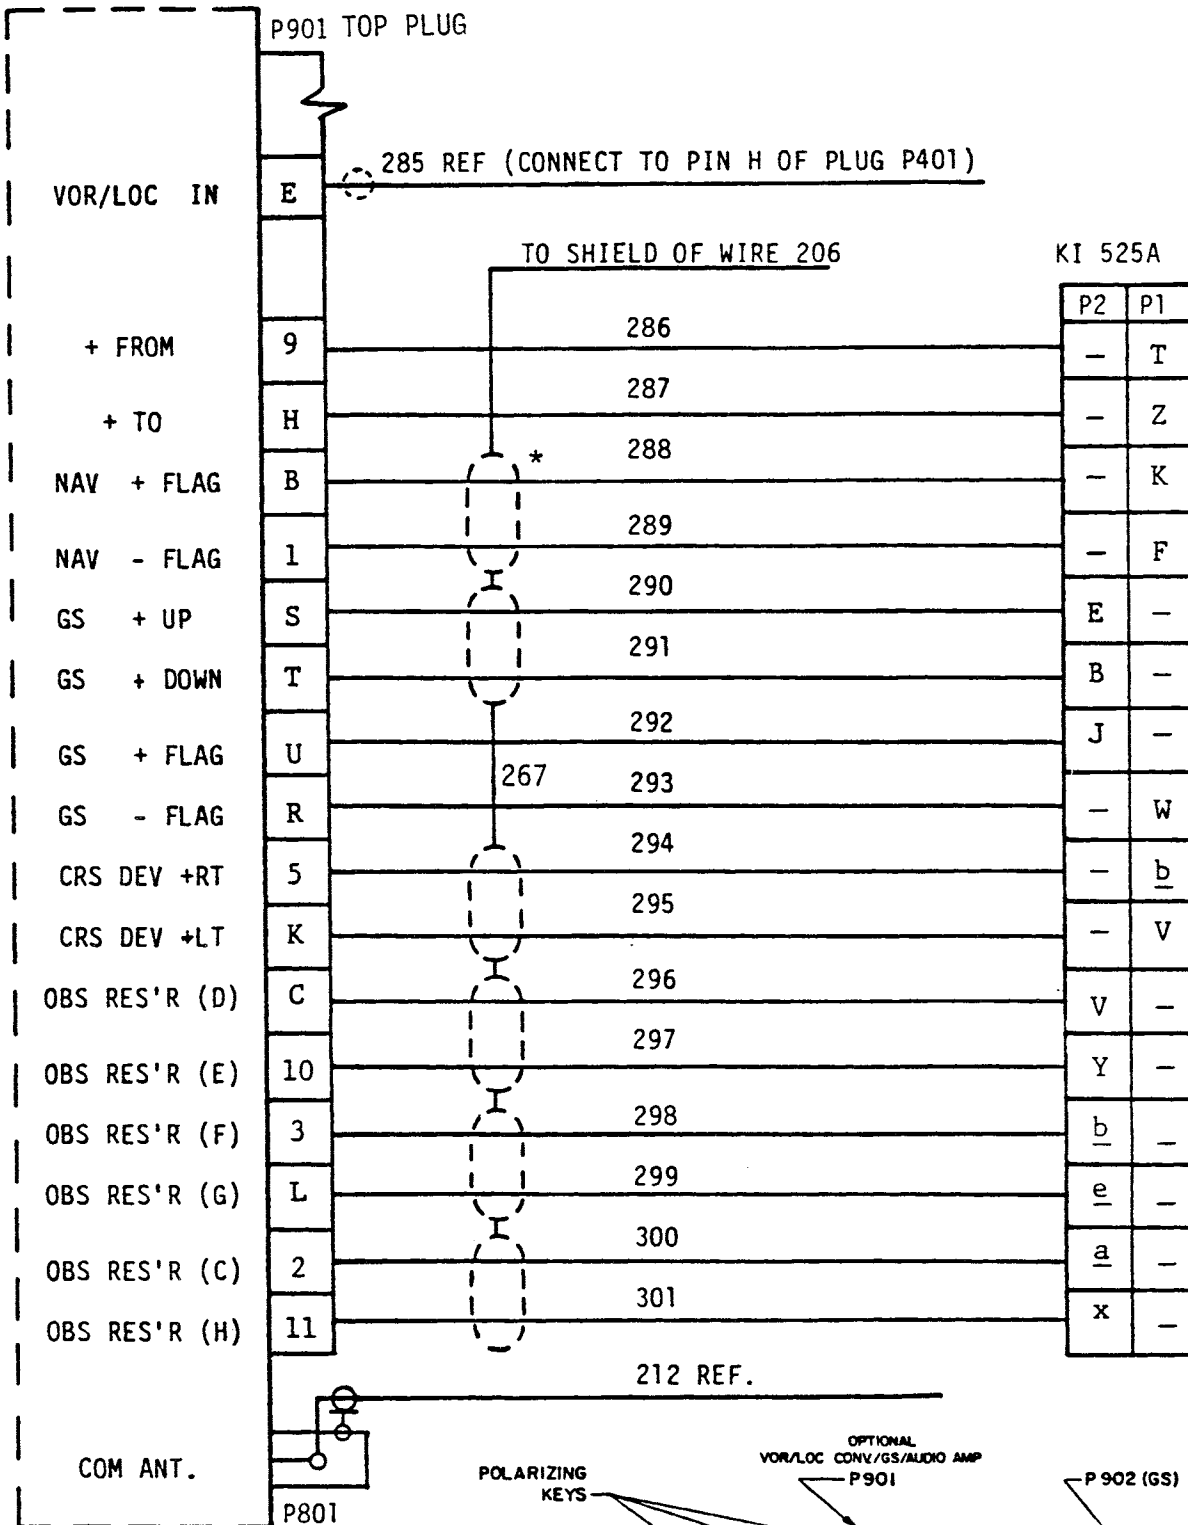 P901 TOP PLUG
285 REF (CONNECT TO PIN H OF PLUG P401)
VOR/LOC IN E
TO SHIELD OF WIRE 206
KI 525A
P2 P1
+ FROM 9 286 – T
+ TO H 287 – Z
NAV + FLAG B * 288 – K
NAV - FLAG 1 289 – F
GS + UP S 290 E –
GS + DOWN T 291 B –
GS + FLAG U 292 J –
267
GS - FLAG R 293 – W
CRS DEV +RT 5 294 – b
CRS DEV +LT K 295 – V
OBS RES'R (D) C 296 V –
OBS RES'R (E) 10 297 Y –
OBS RES'R (F) 3 298 b –
OBS RES'R (G) L 299 e –
OBS RES'R (C) 2 300 a –
OBS RES'R (H) 11 301 x –
212 REF.
COM ANT.
P801
POLARIZING
KEYS
OPTIONAL
VOR/LOC CONV./GS/AUDIO AMP
P901
P902 (GS)